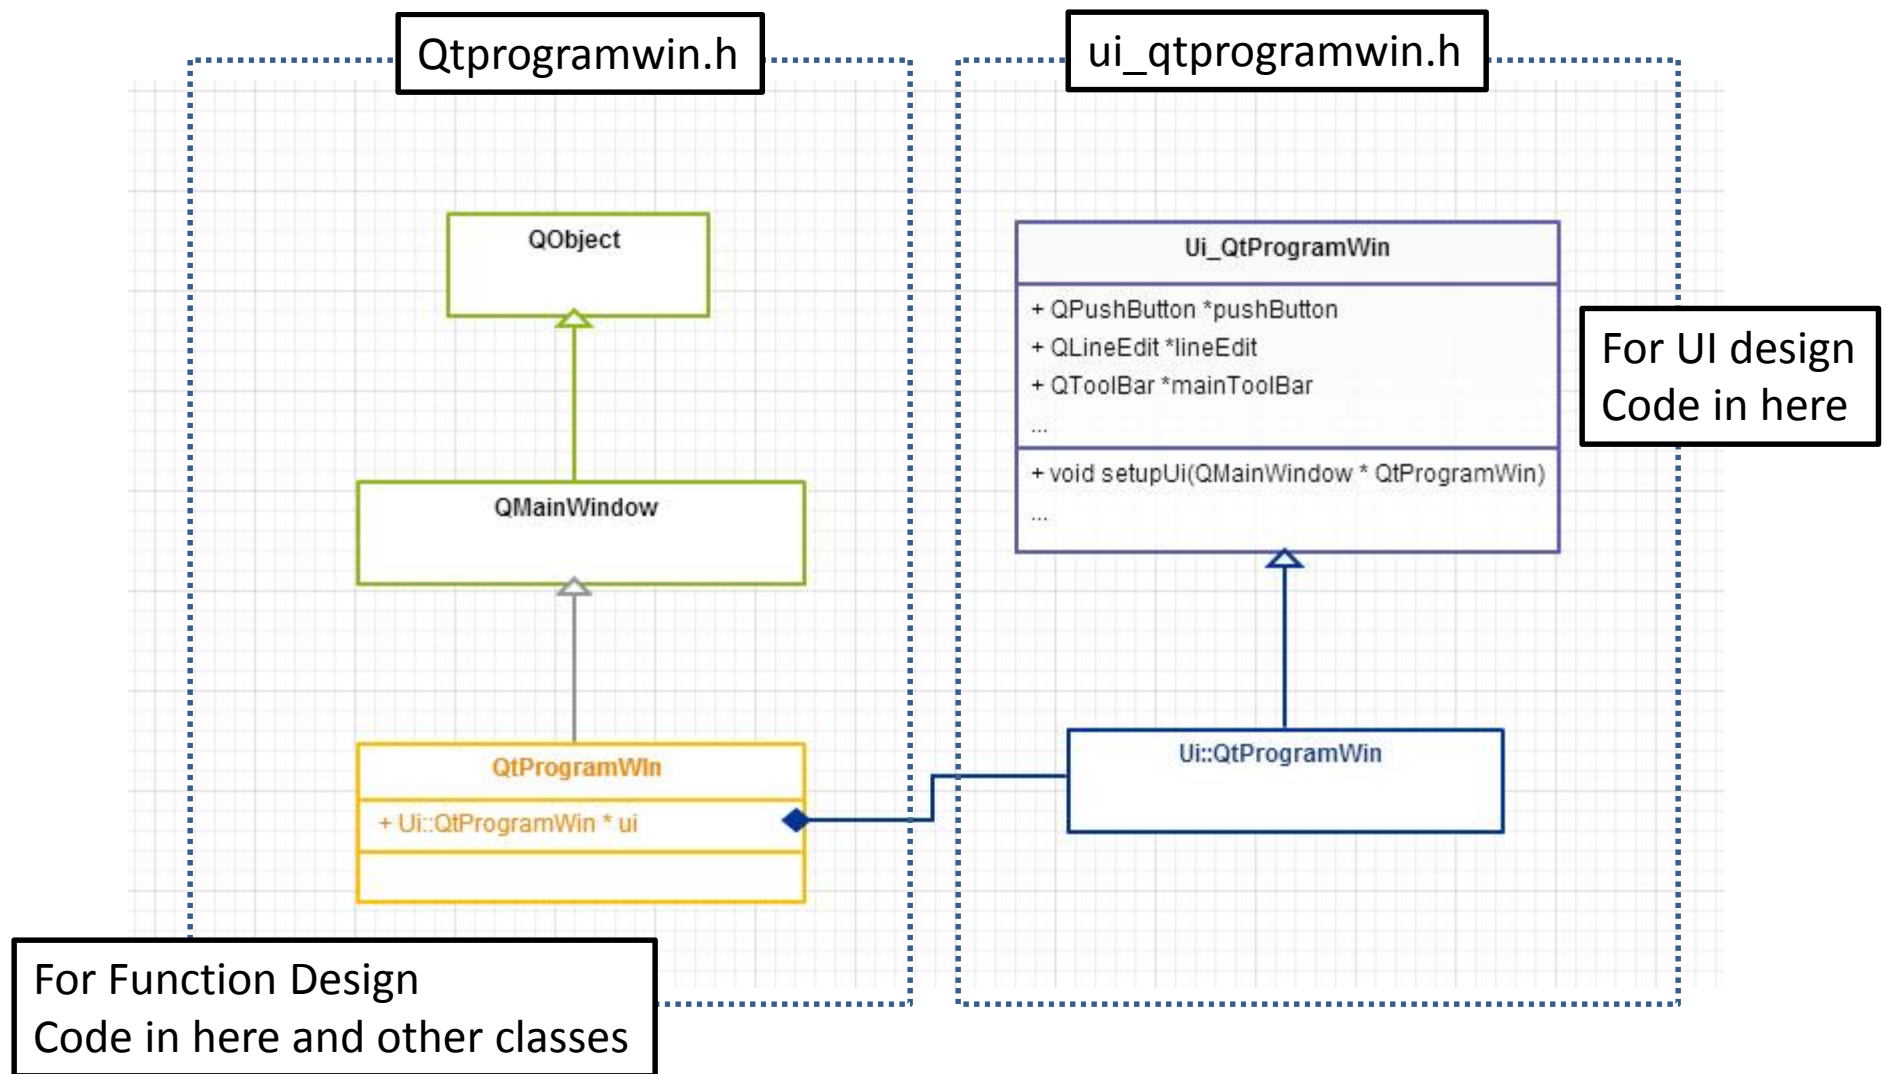 Qtprogramwin.h
ui_qtprogramwin.h
QObject
QMainWindow
QtProgramWIn
+ Ui::QtProgramWin * ui
For Function Design
Code in here and other classes
Ui_QtProgramWin
+ QPushButton *pushButton
+ QLineEdit *lineEdit
+ QToolBar *mainToolBar
...
+ void setupUi(QMainWindow * QtProgramWin)
...
For UI design
Code in here
Ui::QtProgramWin